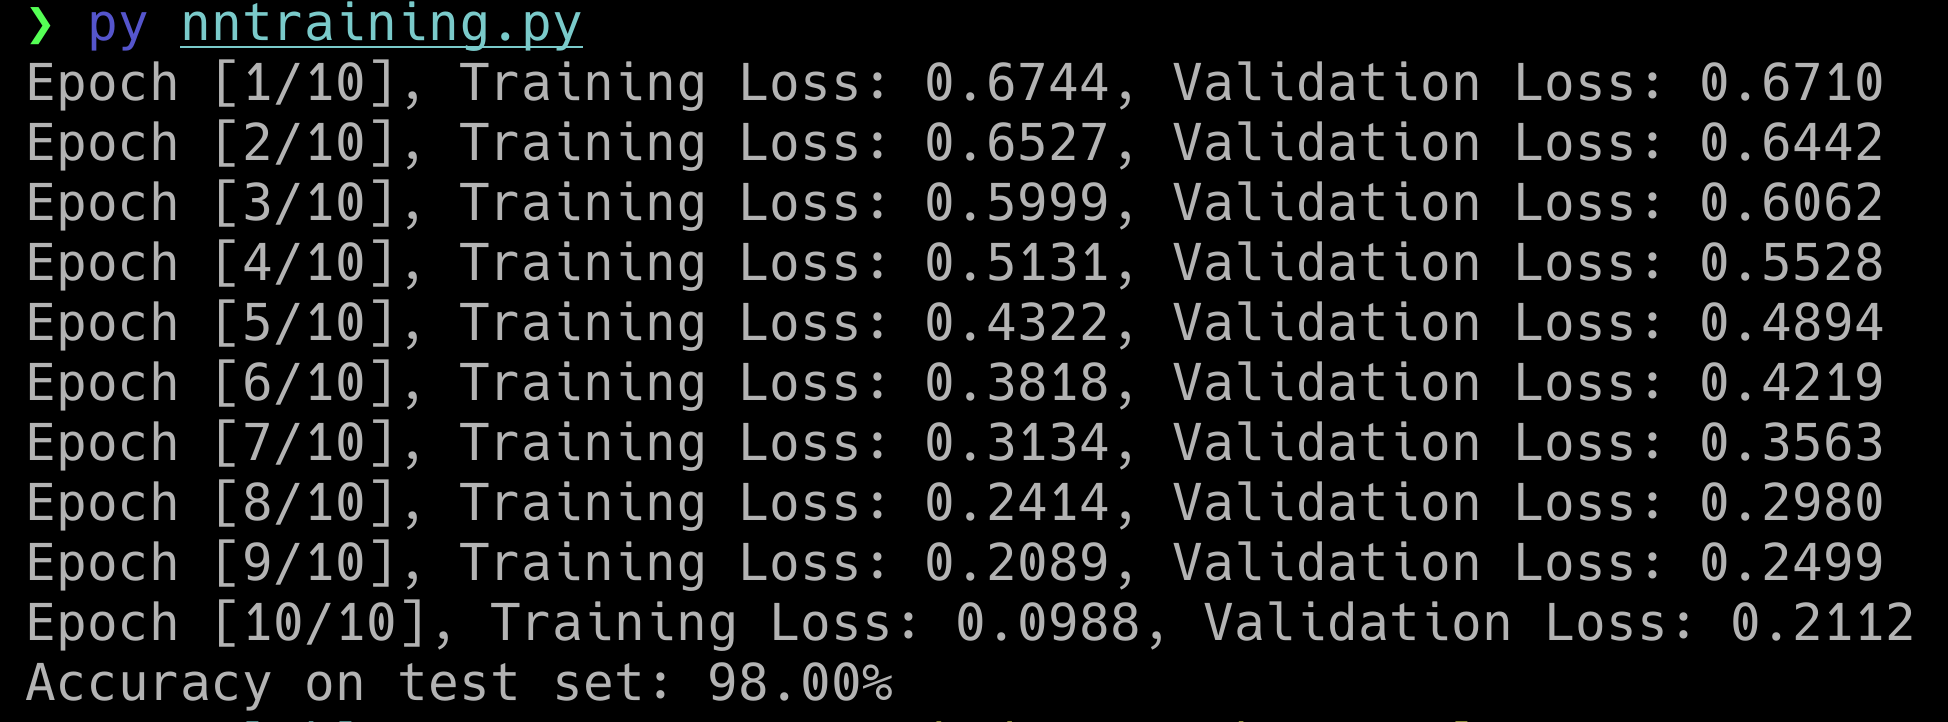 ❯ py nntraining.py
Epoch [1/10], Training Loss: 0.6744, Validation Loss: 0.6710
Epoch [2/10], Training Loss: 0.6527, Validation Loss: 0.6442
Epoch [3/10], Training Loss: 0.5999, Validation Loss: 0.6062
Epoch [4/10], Training Loss: 0.5131, Validation Loss: 0.5528
Epoch [5/10], Training Loss: 0.4322, Validation Loss: 0.4894
Epoch [6/10], Training Loss: 0.3818, Validation Loss: 0.4219
Epoch [7/10], Training Loss: 0.3134, Validation Loss: 0.3563
Epoch [8/10], Training Loss: 0.2414, Validation Loss: 0.2980
Epoch [9/10], Training Loss: 0.2089, Validation Loss: 0.2499
Epoch [10/10], Training Loss: 0.0988, Validation Loss: 0.2112
Accuracy on test set: 98.00%